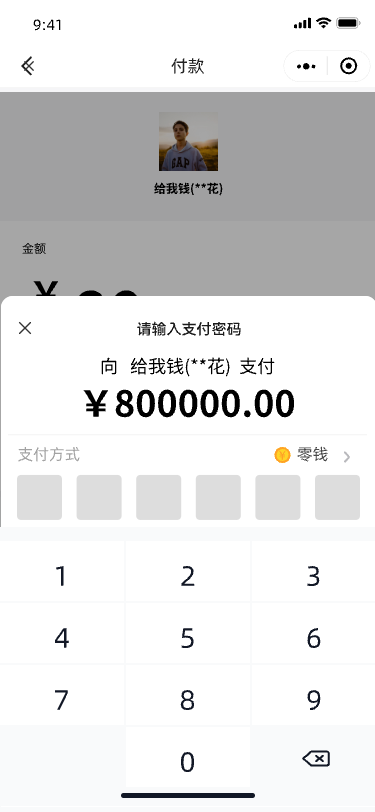 9:41
付款
GAP
给我钱(**花)
金额
请输入支付密码
向 给我钱(**花) 支付
￥800000.00
支付方式
零钱
1 2 3
4 5 6
7 8 9
0